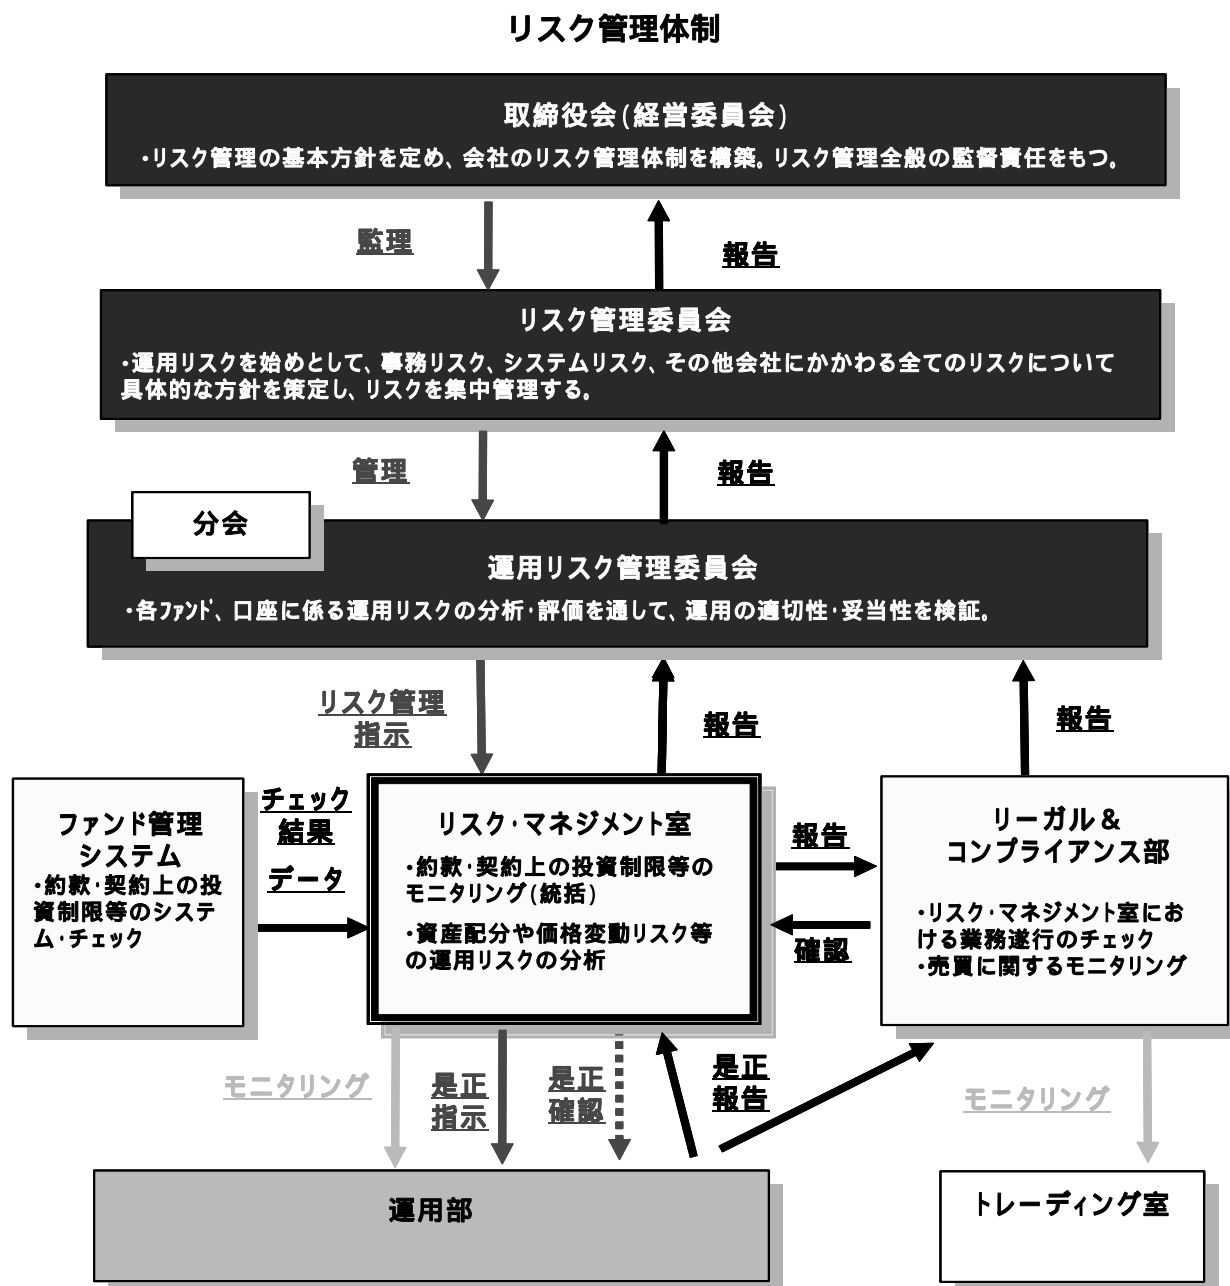 リスク管理体制
取締役会(経営委員会)
・リスク管理の基本方針を定め、会社のリスク管理体制を構築。リスク管理全般の監督責任をもつ。
監理
報告
リスク管理委員会
・運用リスクを始めとして、事務リスク、システムリスク、その他会社にかかわる全てのリスクについて
具体的な方針を策定し、リスクを集中管理する。
管理
報告
分会
運用リスク管理委員会
・各ファンド、口座に係る運用リスクの分析・評価を通して、運用の適切性・妥当性を検証。
リスク管理
指示
報告
報告
ファンド管理
システム
・約款・契約上の投
資制限等のシステ
ム・チェック
チェック
結果
データ
リスク・マネジメント室
・約款・契約上の投資制限等の
モニタリング(統括)
・資産配分や価格変動リスク等
の運用リスクの分析
報告
確認
リーガル&
コンプライアンス部
・リスク・マネジメント室にお
ける業務遂行のチェック
・売買に関するモニタリング
モニタリング
是正
指示
是正
確認
是正
報告
モニタリング
運用部
トレーディング室